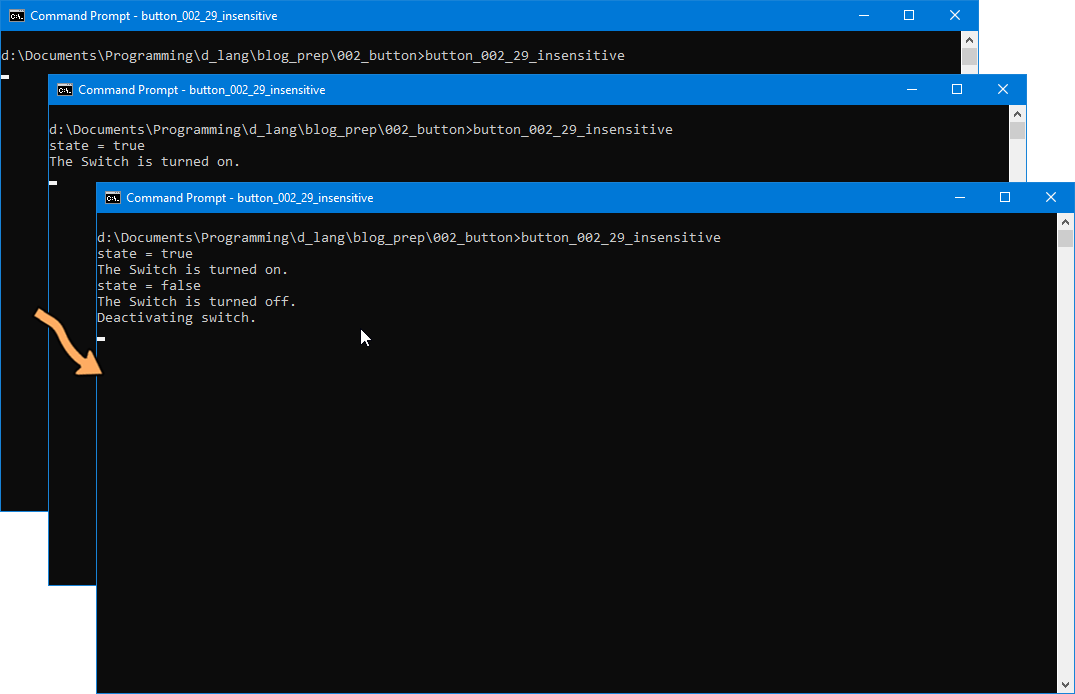 Command Prompt - button_002_29_insensitive
d:\Documents\Programming\d_lang\blog_prep\002_button>button_002_29_insensitive
Command Prompt - button_002_29_insensitive
d:\Documents\Programming\d_lang\blog_prep\002_button>button_002_29_insensitive
state = true
The Switch is turned on.
Command Prompt - button_002_29_insensitive
d:\Documents\Programming\d_lang\blog_prep\002_button>button_002_29_insensitive
state = true
The Switch is turned on.
state = false
The Switch is turned off.
Deactivating switch.